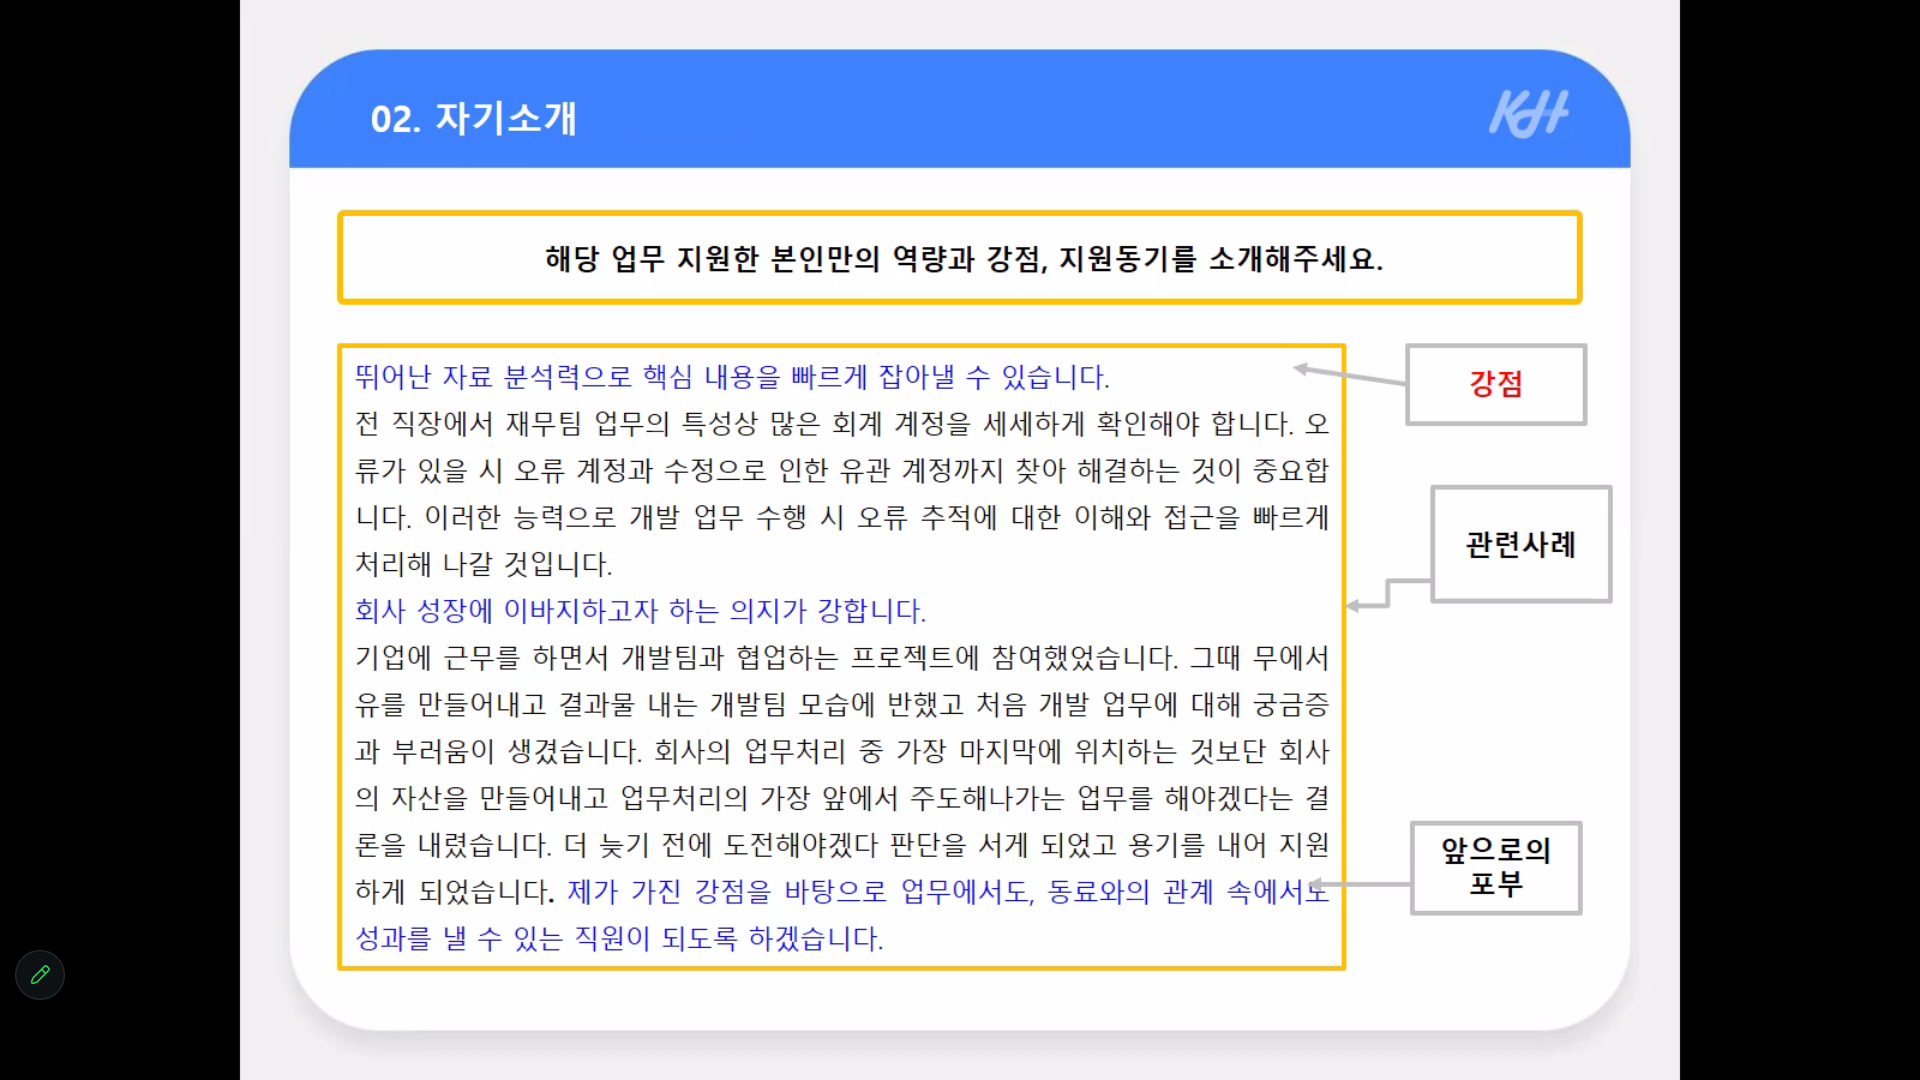 02. 자기소개
KH
해당 업무 지원한 본인만의 역량과 강점, 지원동기를 소개해주세요.
뛰어난 자료 분석력으로 핵심 내용을 빠르게 잡아낼 수 있습니다.
전 직장에서 재무팀 업무의 특성상 많은 회계 계정을 세세하게 확인해야 합니다. 오
류가 있을 시 오류 계정과 수정으로 인한 유관 계정까지 찾아 해결하는 것이 중요합
니다. 이러한 능력으로 개발 업무 수행 시 오류 추적에 대한 이해와 접근을 빠르게
처리해 나갈 것입니다.
회사 성장에 이바지하고자 하는 의지가 강합니다.
기업에 근무를 하면서 개발팀과 협업하는 프로젝트에 참여했었습니다. 그때 무에서
유를 만들어내고 결과물 내는 개발팀 모습에 반했고 처음 개발 업무에 대해 궁금증
과 부러움이 생겼습니다. 회사의 업무처리 중 가장 마지막에 위치하는 것보단 회사
의 자산을 만들어내고 업무처리의 가장 앞에서 주도해나가는 업무를 해야겠다는 결
론을 내렸습니다. 더 늦기 전에 도전해야겠다 판단을 서게 되었고 용기를 내어 지원
하게 되었습니다. 제가 가진 강점을 바탕으로 업무에서도, 동료와의 관계 속에서도
성과를 낼 수 있는 직원이 되도록 하겠습니다.
강점
관련사례
앞으로의
포부